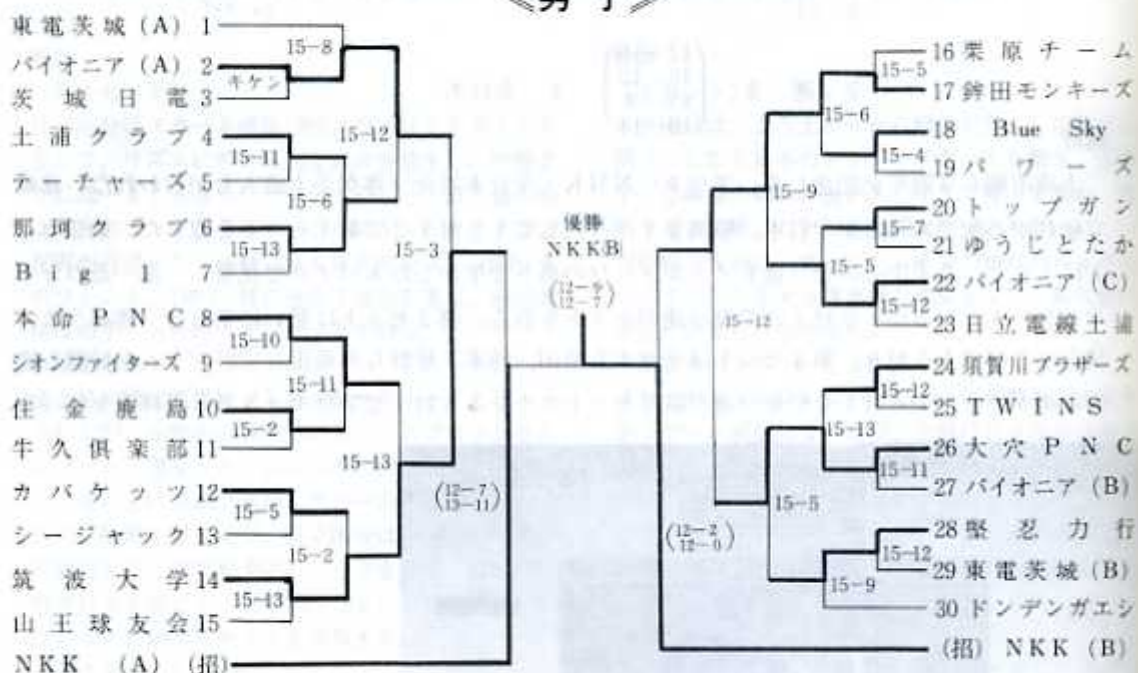 ≪男子≫
東電茨城(A) 1
パイオニア(A) 2
茨城日電 3
土浦クラブ 4
テーチャーズ 5
那珂クラブ 6
Big 1 7
本命PNC 8
シオンファイターズ 9
住金鹿島 10
牛久倶楽部 11
カバケッツ 12
シージャック 13
筑波大学 14
山王球友会 15
NKK (A) (招)
15-8
キケン
15-12
15-11
15-6
15-13
15-3
15-10
15-11
15-2
15-13
15-5
15-2
15-13
(12-7
15-11)
優勝
NKK(B)
(12-9
12-7)
(12-2
12-0)
15-5
15-6
15-4
15-9
15-7
15-5
15-12
15-12
15-12
15-13
15-11
15-5
15-12
15-9
16 栗原チーム
17 鉾田モンキーズ
18 Blue Sky
19 パワーズ
20 トップガン
21 ゆうじとたか
22 パイオニア(C)
23 日立電線土浦
24 須賀川ブラザーズ
25 TWINS
26 大穴PNC
27 パイオニア(B)
28 堅忍力行
29 東電茨城(B)
30 ドンデンガエシ
(招) NKK (B)